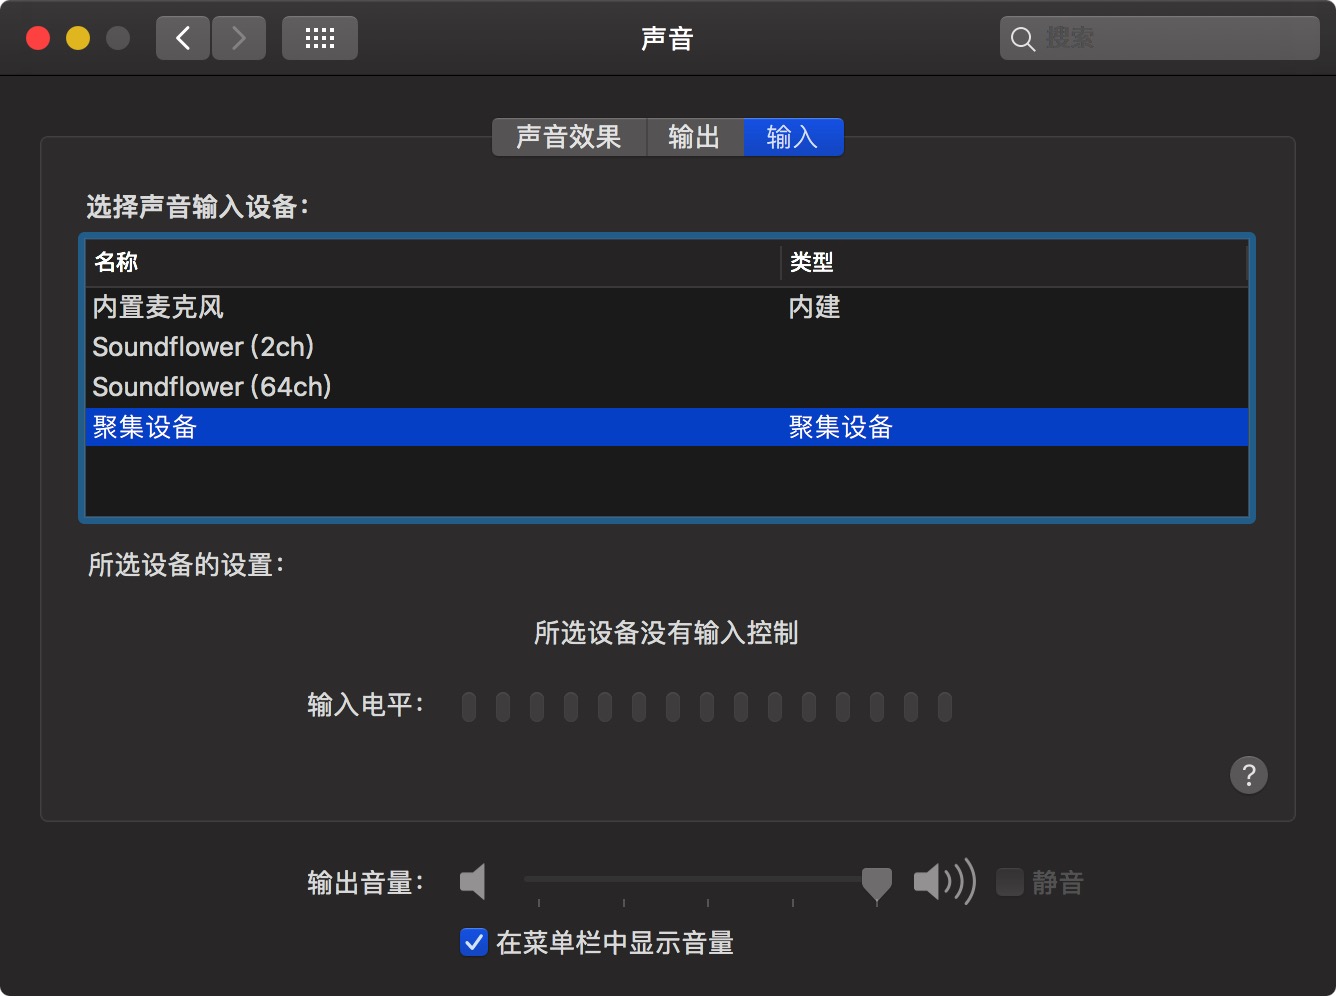 声音
搜索
声音效果 输出 输入
选择声音输入设备：
名称 类型
内置麦克风 内建
Soundflower (2ch)
Soundflower (64ch)
聚集设备 聚集设备
所选设备的设置：
所选设备没有输入控制
输入电平：
?
输出音量： 静音
在菜单栏中显示音量